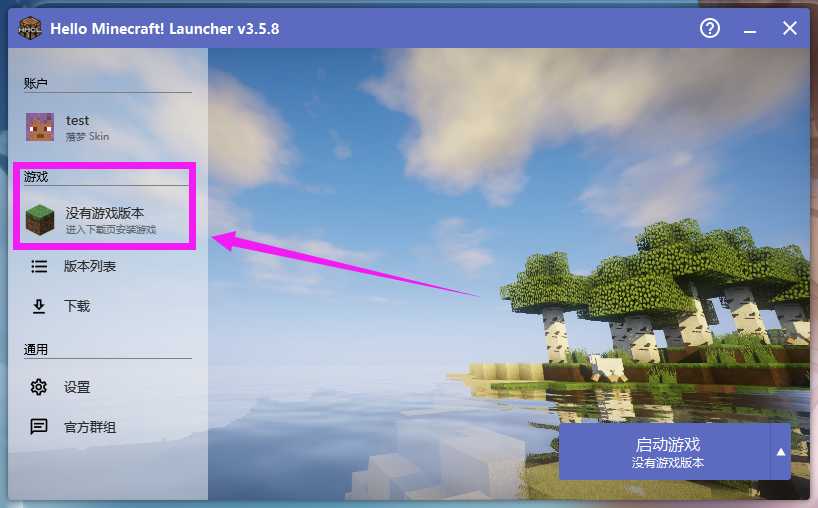 HMCL
Hello Minecraft! Launcher v3.5.8
账户
test
落梦 Skin
游戏
没有游戏版本
进入下载页安装游戏
版本列表
下载
通用
设置
官方群组
启动游戏
没有游戏版本